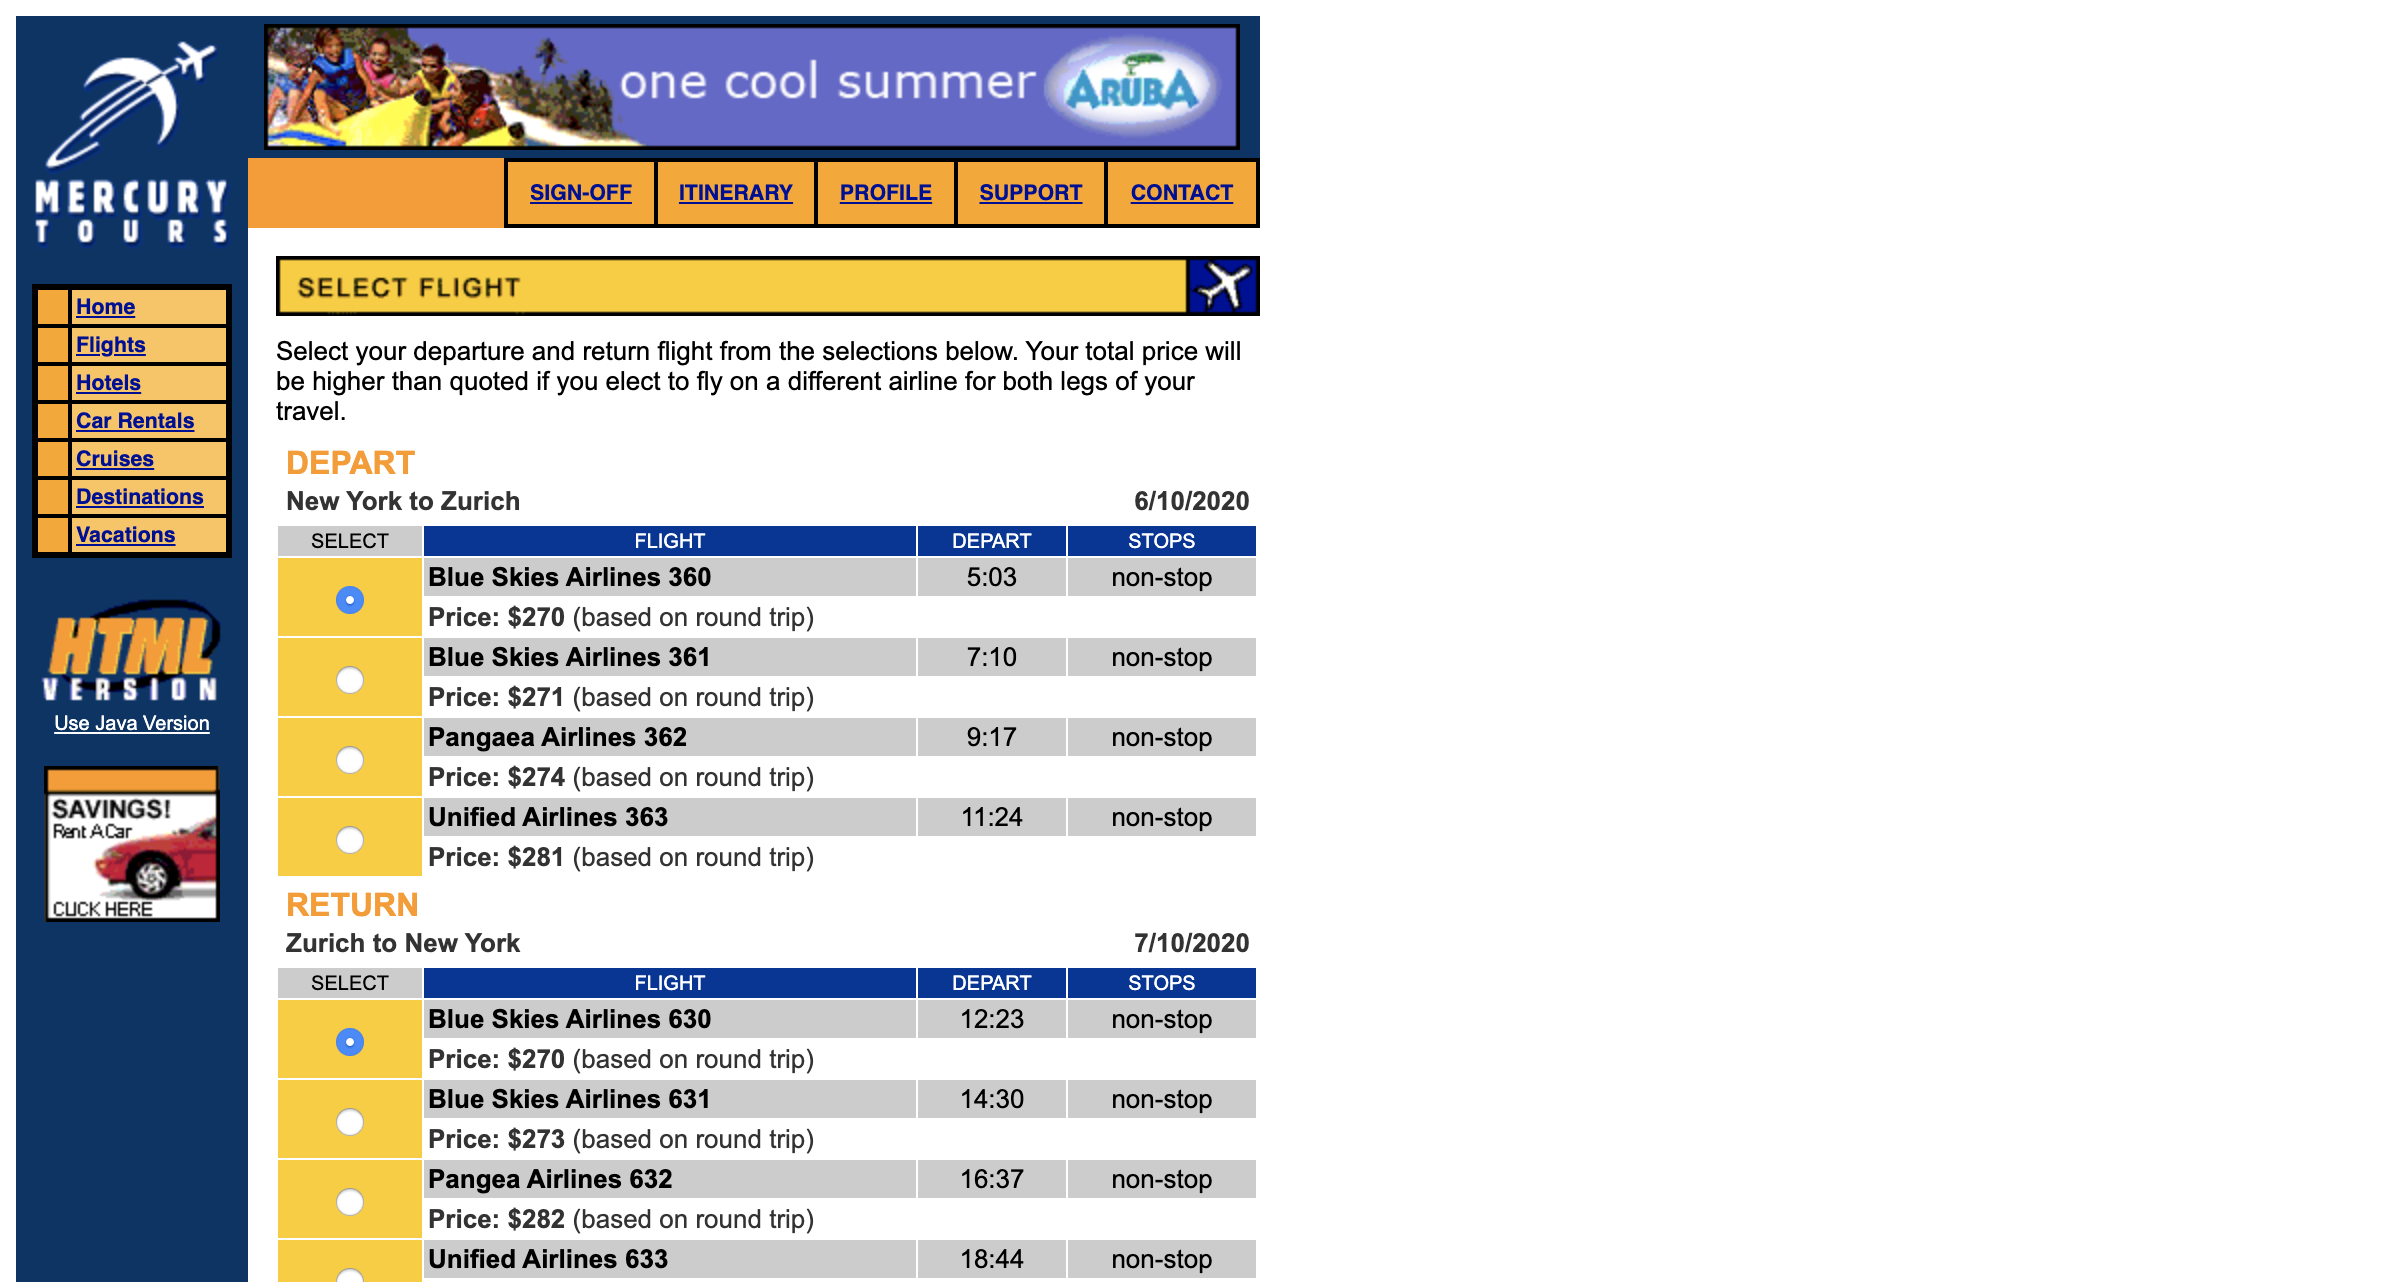 one cool summer ARUBA
MERCURY
TOURS
SIGN-OFF ITINERARY PROFILE SUPPORT CONTACT
SELECT FLIGHT
Home
Flights
Hotels
Car Rentals
Cruises
Destinations
Vacations
HTML
VERSION
Use Java Version
SAVINGS!
Rent A Car
CLICK HERE
Select your departure and return flight from the selections below. Your total price will
be higher than quoted if you elect to fly on a different airline for both legs of your
travel.
DEPART
New York to Zurich 6/10/2020
SELECT FLIGHT DEPART STOPS
Blue Skies Airlines 360 5:03 non-stop
Price: $270 (based on round trip)
Blue Skies Airlines 361 7:10 non-stop
Price: $271 (based on round trip)
Pangaea Airlines 362 9:17 non-stop
Price: $274 (based on round trip)
Unified Airlines 363 11:24 non-stop
Price: $281 (based on round trip)
RETURN
Zurich to New York 7/10/2020
SELECT FLIGHT DEPART STOPS
Blue Skies Airlines 630 12:23 non-stop
Price: $270 (based on round trip)
Blue Skies Airlines 631 14:30 non-stop
Price: $273 (based on round trip)
Pangea Airlines 632 16:37 non-stop
Price: $282 (based on round trip)
Unified Airlines 633 18:44 non-stop